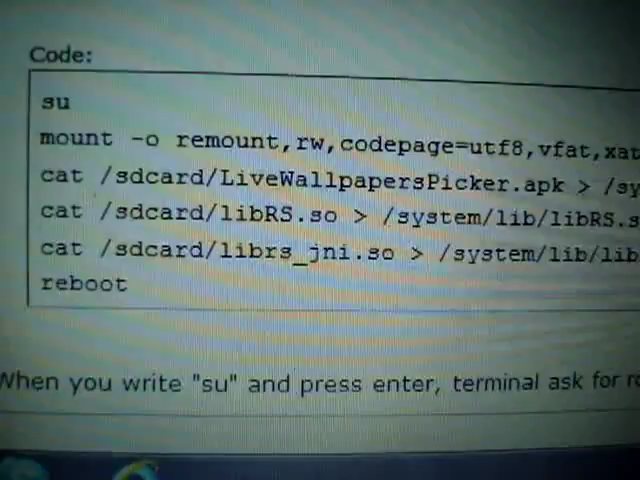 Code:
su
mount -o remount,rw,codepage=utf8,vfat,xat
cat /sdcard/LiveWallpapersPicker.apk > /sy
cat /sdcard/libRS.so > /system/lib/libRS.s
cat /sdcard/librs_jni.so > /system/lib/lib
reboot
When you write "su" and press enter, terminal ask for ro